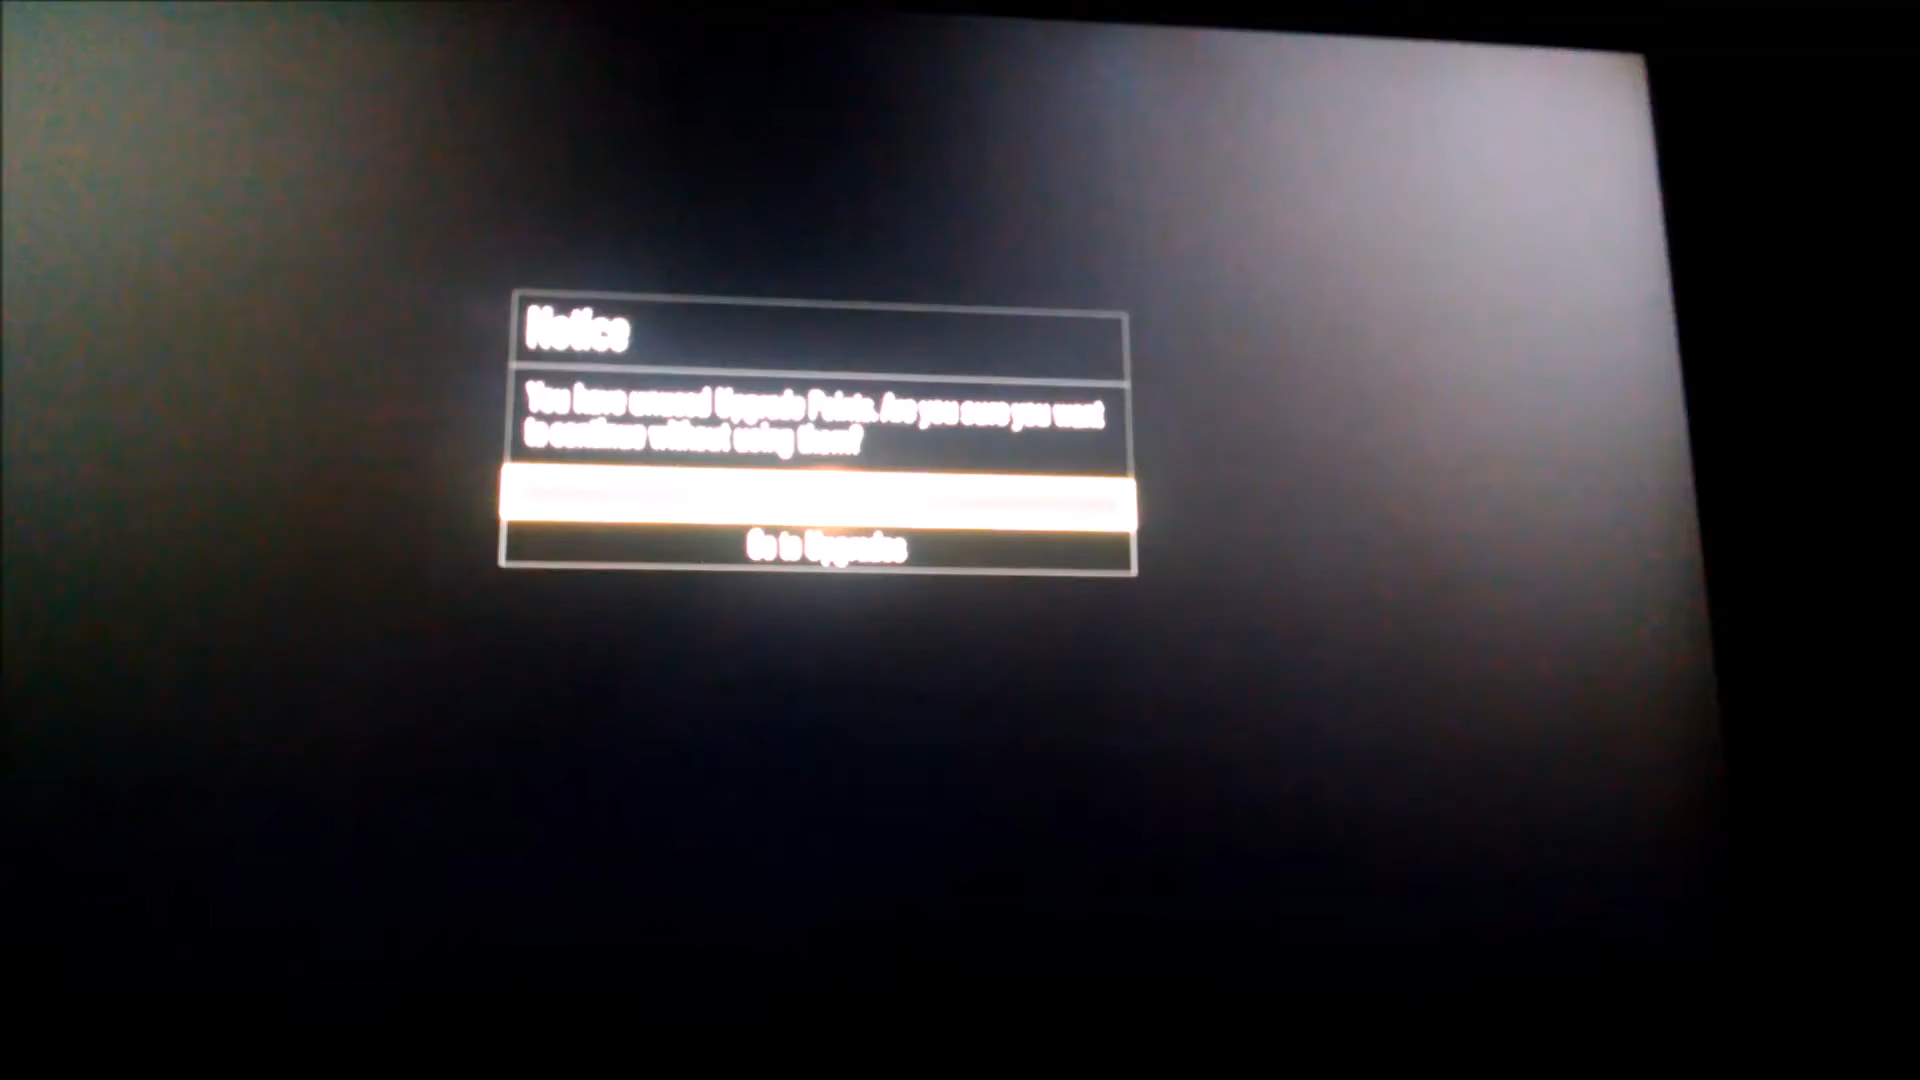 Notice
You have unused Upgrade Points. Are you sure you want
to continue without using them?
Go to Upgrades